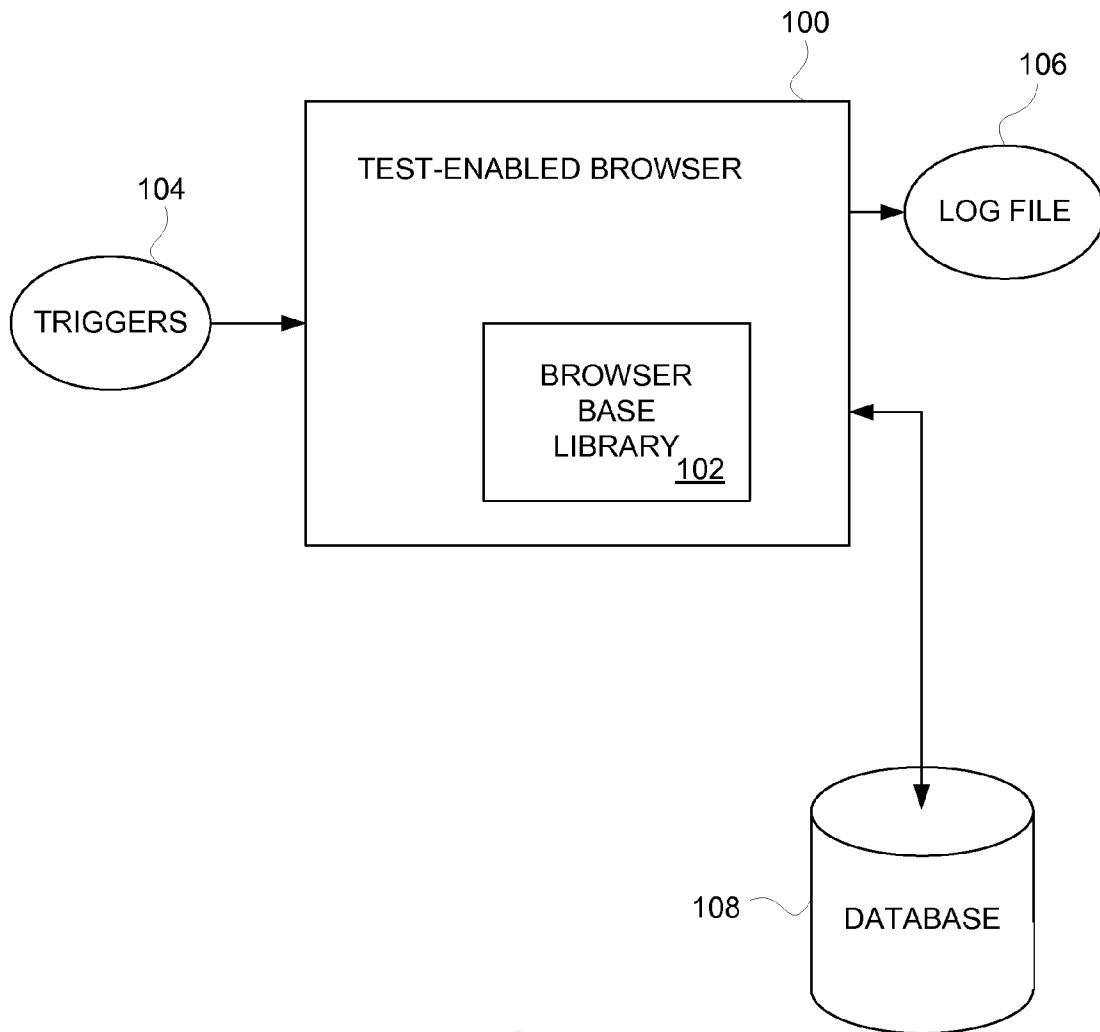 100
106
TEST-ENABLED BROWSER
104
LOG FILE
TRIGGERS
BROWSER
BASE
LIBRARY 102
108
DATABASE